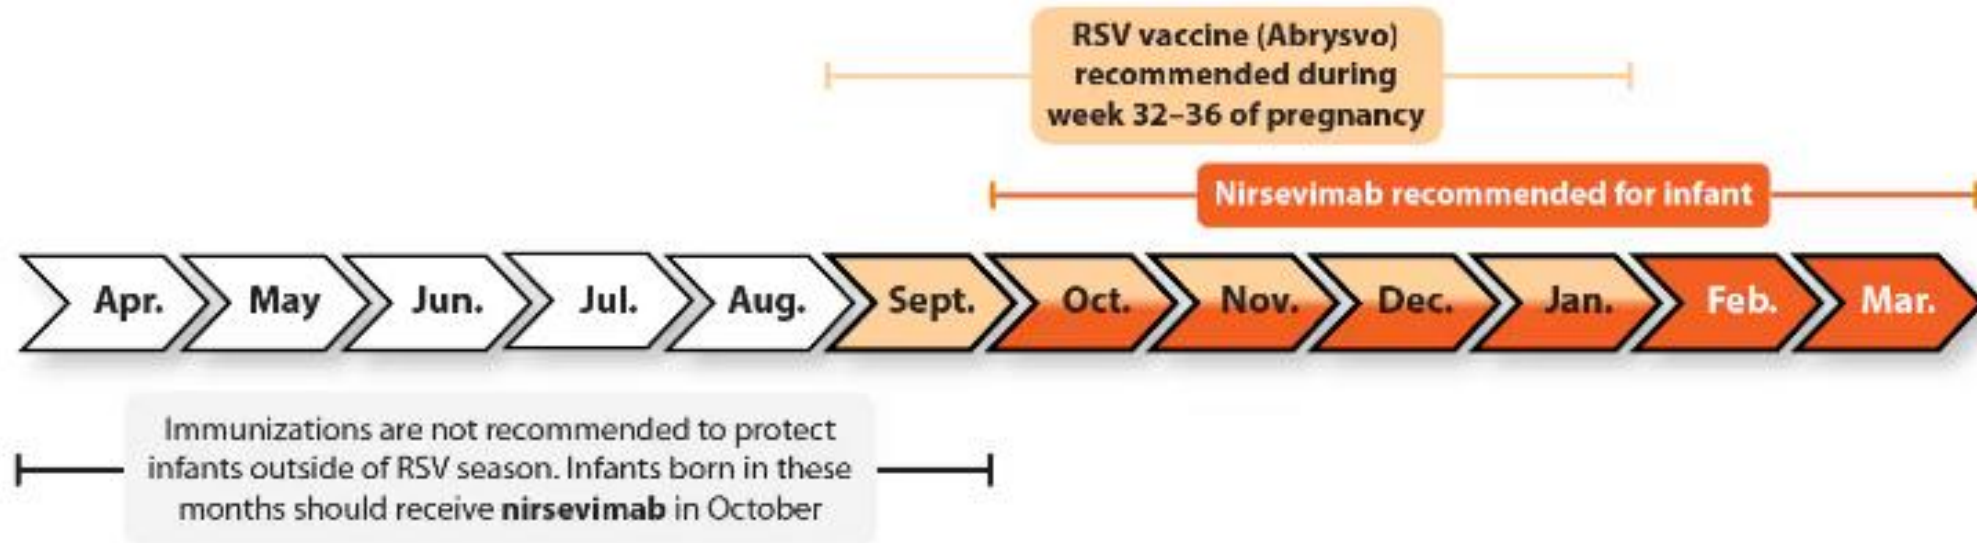 RSV vaccine (Abrysvo)
recommended during
week 32–36 of pregnancy
Nirsevimab recommended for infant
Apr.
May
Jun.
Jul.
Aug.
Sept.
Oct.
Nov.
Dec.
Jan.
Feb.
Mar.
Immunizations are not recommended to protect
infants outside of RSV season. Infants born in these
months should receive nirsevimab in October